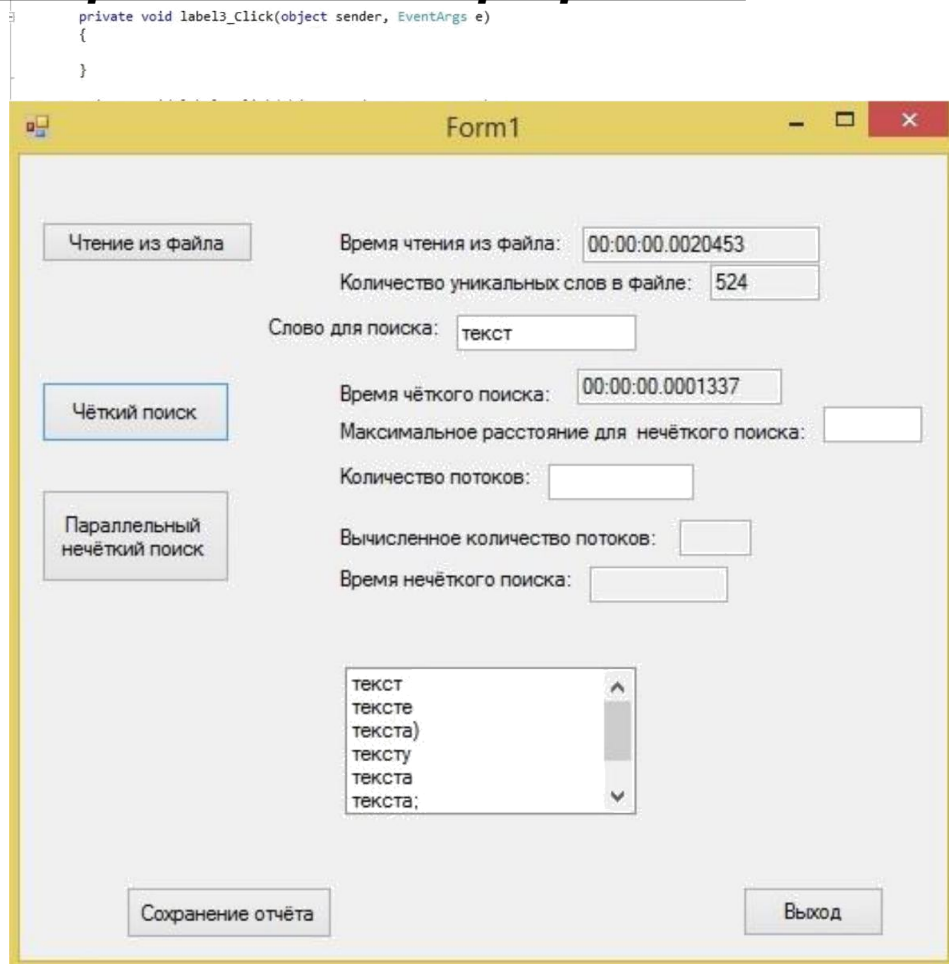 private void label3_Click(object sender, EventArgs e)
{
}
Form1
Чтение из файла
Время чтения из файла: 00:00:00.0020453
Количество уникальных слов в файле: 524
Слово для поиска: текст
Чёткий поиск
Время чёткого поиска: 00:00:00.0001337
Максимальное расстояние для нечёткого поиска:
Количество потоков:
Параллельный
нечёткий поиск
Вычисленное количество потоков:
Время нечёткого поиска:
текст
тексте
текста)
тексту
текста
текста;
Сохранение отчёта
Выход